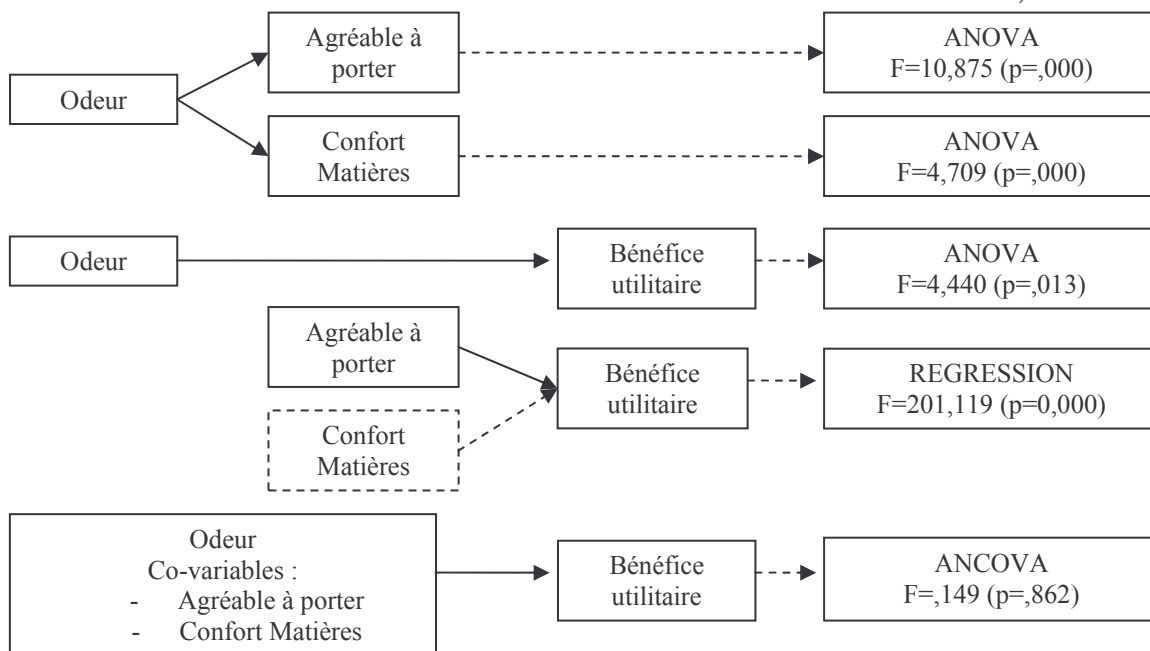 Agréable à
porter
ANOVA
F=10,875 (p=,000)
Odeur
Confort
Matières
ANOVA
F=4,709 (p=,000)
Odeur
Bénéfice
utilitaire
ANOVA
F=4,440 (p=,013)
Agréable à
porter
Bénéfice
utilitaire
REGRESSION
F=201,119 (p=0,000)
Confort
Matières
Odeur
Co-variables :
- Agréable à porter
- Confort Matières
Bénéfice
utilitaire
ANCOVA
F=,149 (p=,862)